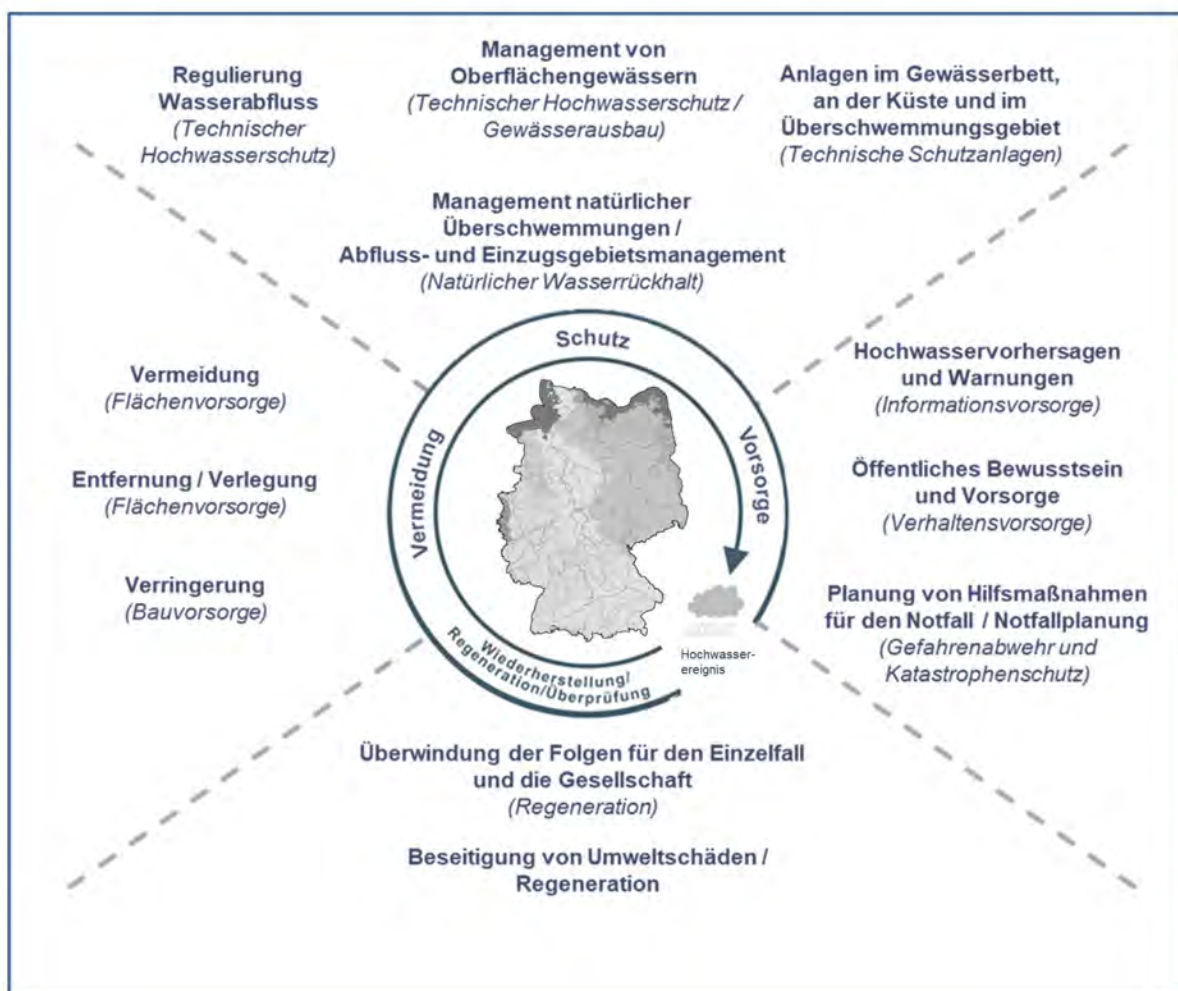 Regulierung
Wasserabfluss
(Technischer
Hochwasserschutz)
Management von
Oberflächengewässern
(Technischer Hochwasserschutz /
Gewässerausbau)
Anlagen im Gewässerbett,
an der Küste und im
Überschwemmungsgebiet
(Technische Schutzanlagen)
Management natürlicher
Überschwemmungen /
Abfluss- und Einzugsgebietsmanagement
(Natürlicher Wasserrückhalt)
Vermeidung
(Flächenvorsorge)
Entfernung / Verlegung
(Flächenvorsorge)
Verringerung
(Bauvorsorge)
Schutz
Vermeidung
Vorsorge
Wiederherstellung/
Regeneration/Überprüfung
Hochwasser-
ereignis
Hochwasservorhersagen
und Warnungen
(Informationsvorsorge)
Öffentliches Bewusstsein
und Vorsorge
(Verhaltensvorsorge)
Planung von Hilfsmaßnahmen
für den Notfall / Notfallplanung
(Gefahrenabwehr und
Katastrophenschutz)
Überwindung der Folgen für den Einzelfall
und die Gesellschaft
(Regeneration)
Beseitigung von Umweltschäden /
Regeneration